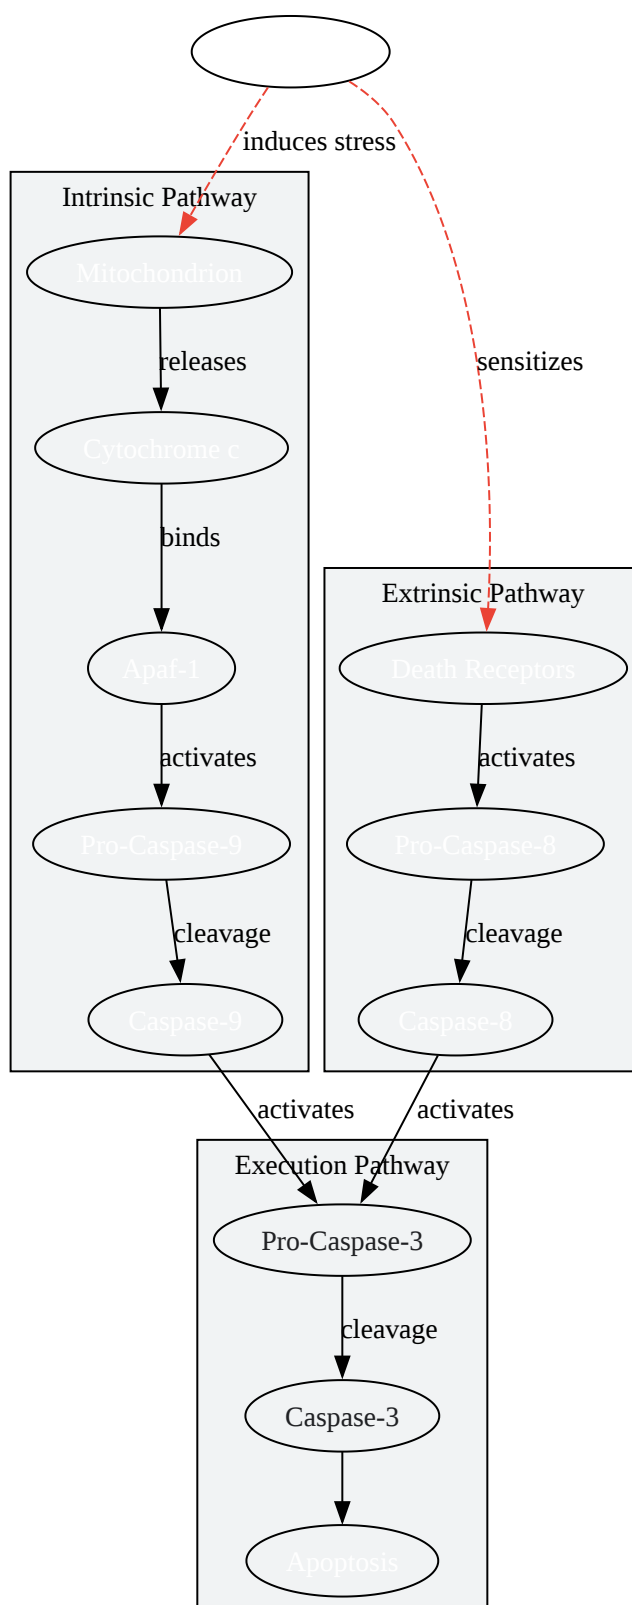 induces stress
Intrinsic Pathway
Mitochondrion
releases
sensitizes
Cytochrome c
binds
Extrinsic Pathway
Apaf-1
Death Receptors
activates
activates
Pro-Caspase-9
Pro-Caspase-8
cleavage
cleavage
Caspase-9
Caspase-8
activates
activates
Execution Pathway
Pro-Caspase-3
cleavage
Caspase-3
Apoptosis